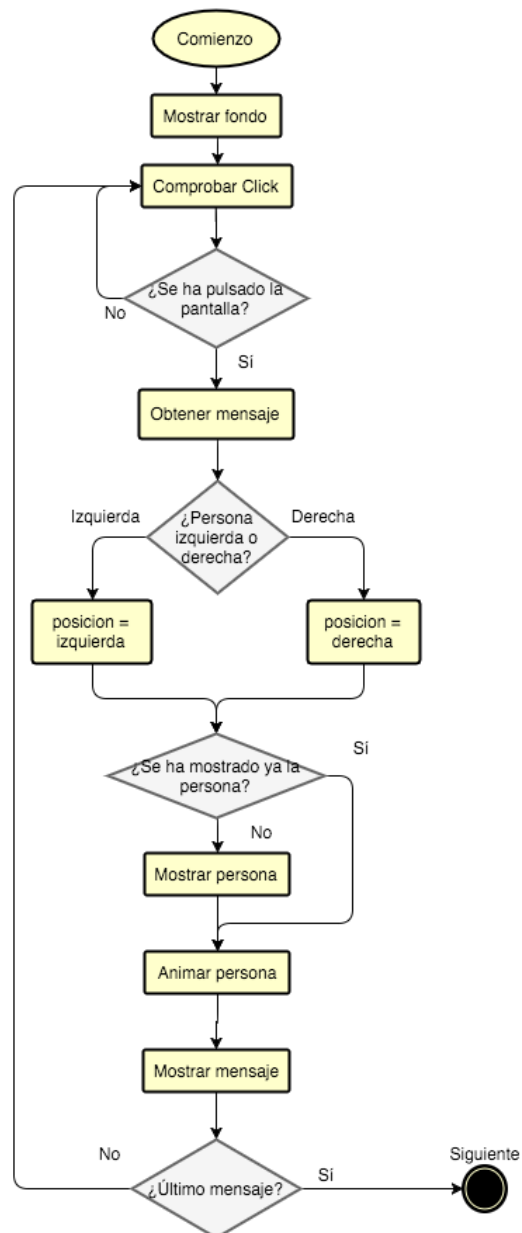 Comienzo
Mostrar fondo
Comprobar Click
¿Se ha pulsado la
pantalla?
No
Sí
Obtener mensaje
Izquierda
¿Persona
izquierda o
derecha?
Derecha
posicion =
izquierda
posicion =
derecha
¿Se ha mostrado ya la
persona?
Sí
No
Mostrar persona
Animar persona
Mostrar mensaje
No
¿Último mensaje?
Sí
Siguiente